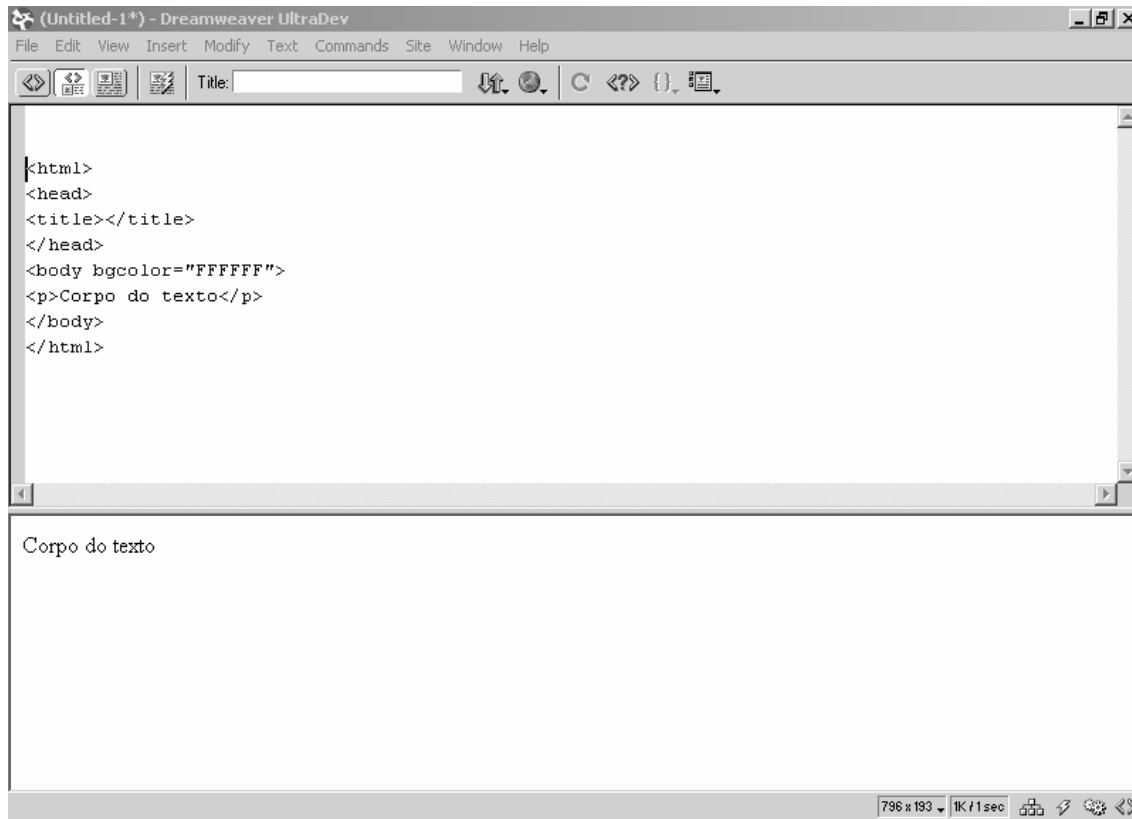 (Untitled-1*) - Dreamweaver UltraDev
File Edit View Insert Modify Text Commands Site Window Help
Title:
<html>
<head>
<title></title>
</head>
<body bgcolor="FFFFFF">
<p>Corpo do texto</p>
</body>
</html>
Corpo do texto
796 x 193 1K / 1 sec